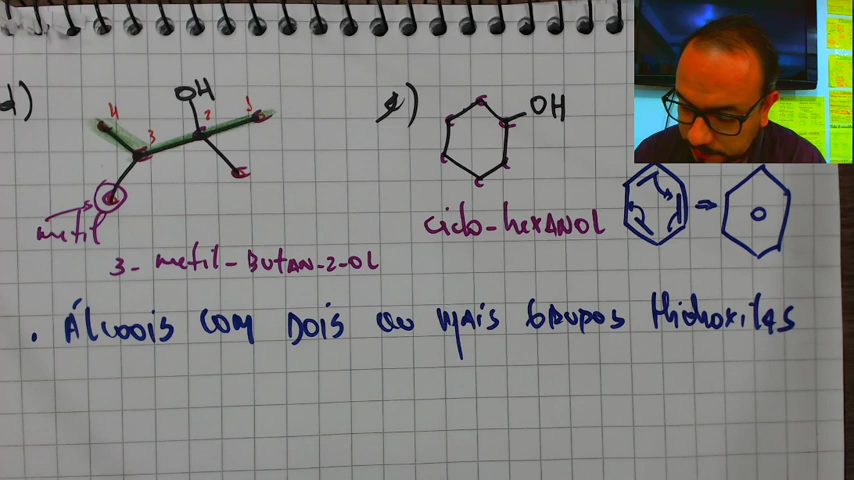 d)
OH
4
3
2
1
metil
3- metil-BUTAN-2-OL
e)
OH
C
C
C
C
C
C
ciclo-hexANOL
. Álcoois com Dois ou mais Grupos Hidroxilas